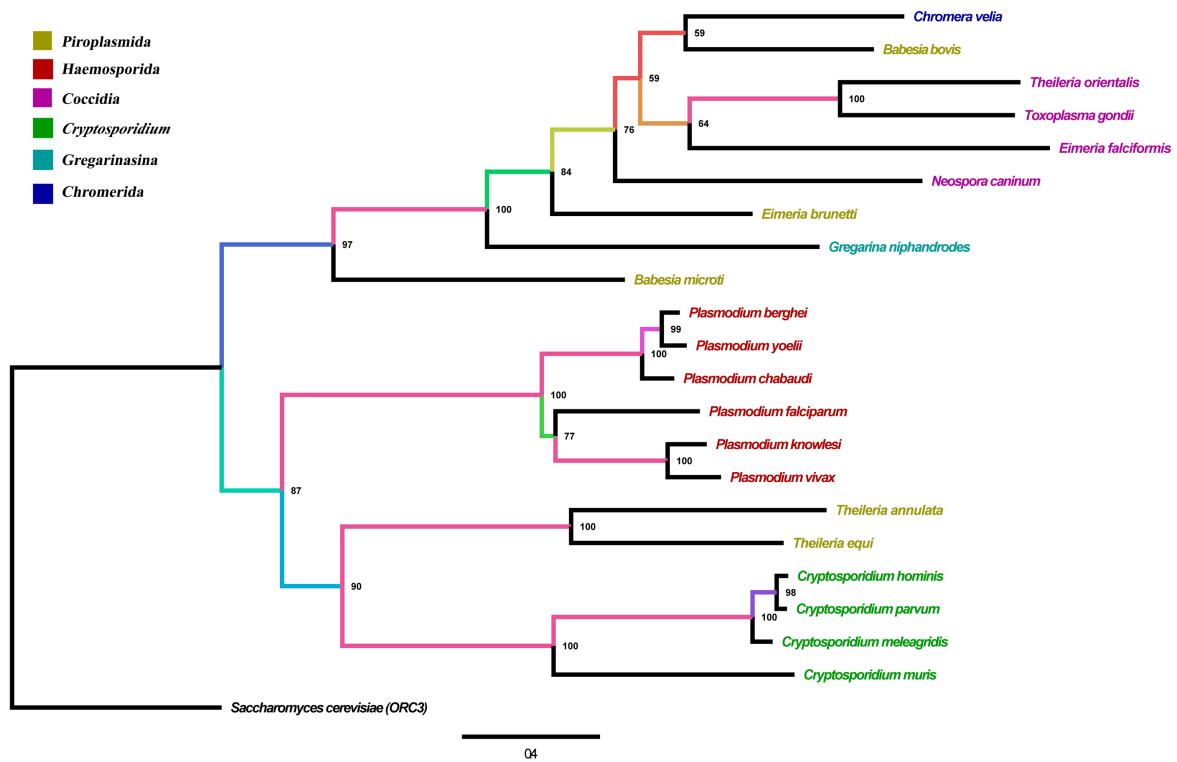 Piroplasmida
Haemosporida
Coccidia
Cryptosporidium
Gregarinasina
Chromerida
Chromera velia
59
Babesia bovis
59
Theileria orientalis
100
Toxoplasma gondii
64
76
Eimeria falciformis
Neospora caninum
84
Eimeria brunetti
100
Gregarina niphandrodes
97
Babesia microti
Plasmodium berghei
99
Plasmodium yoelii
100
Plasmodium chabaudi
100
Plasmodium falciparum
77
Plasmodium knowlesi
100
Plasmodium vivax
87
Theileria annulata
100
Theileria equi
Cryptosporidium hominis
90
98
Cryptosporidium parvum
100
Cryptosporidium meleagridis
100
Cryptosporidium muris
Saccharomyces cerevisiae (ORC3)
0.4